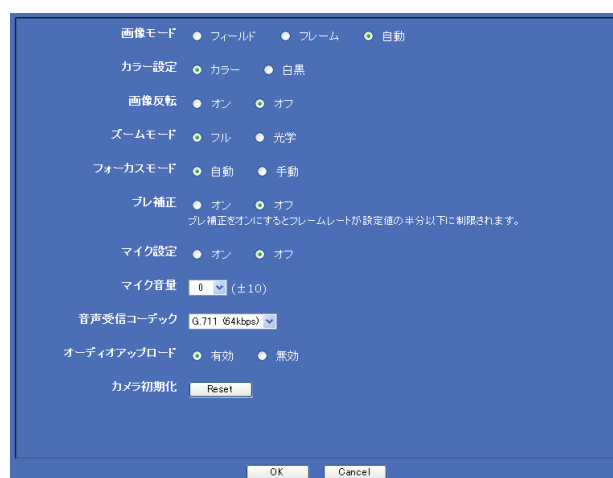 画像モード フィールド フレーム 自動
カラー設定 カラー 白黒
画像反転 オン オフ
ズームモード フル 光学
フォーカスモード 自動 手動
ブレ補正 オン オフ
ブレ補正をオンにするとフレームレートが設定値の半分以下に制限されます。
マイク設定 オン オフ
マイク音量 0 (±10)
音声受信コーデック G.711 (64kbps)
オーディオアップロード 有効 無効
カメラ初期化 Reset
OK Cancel